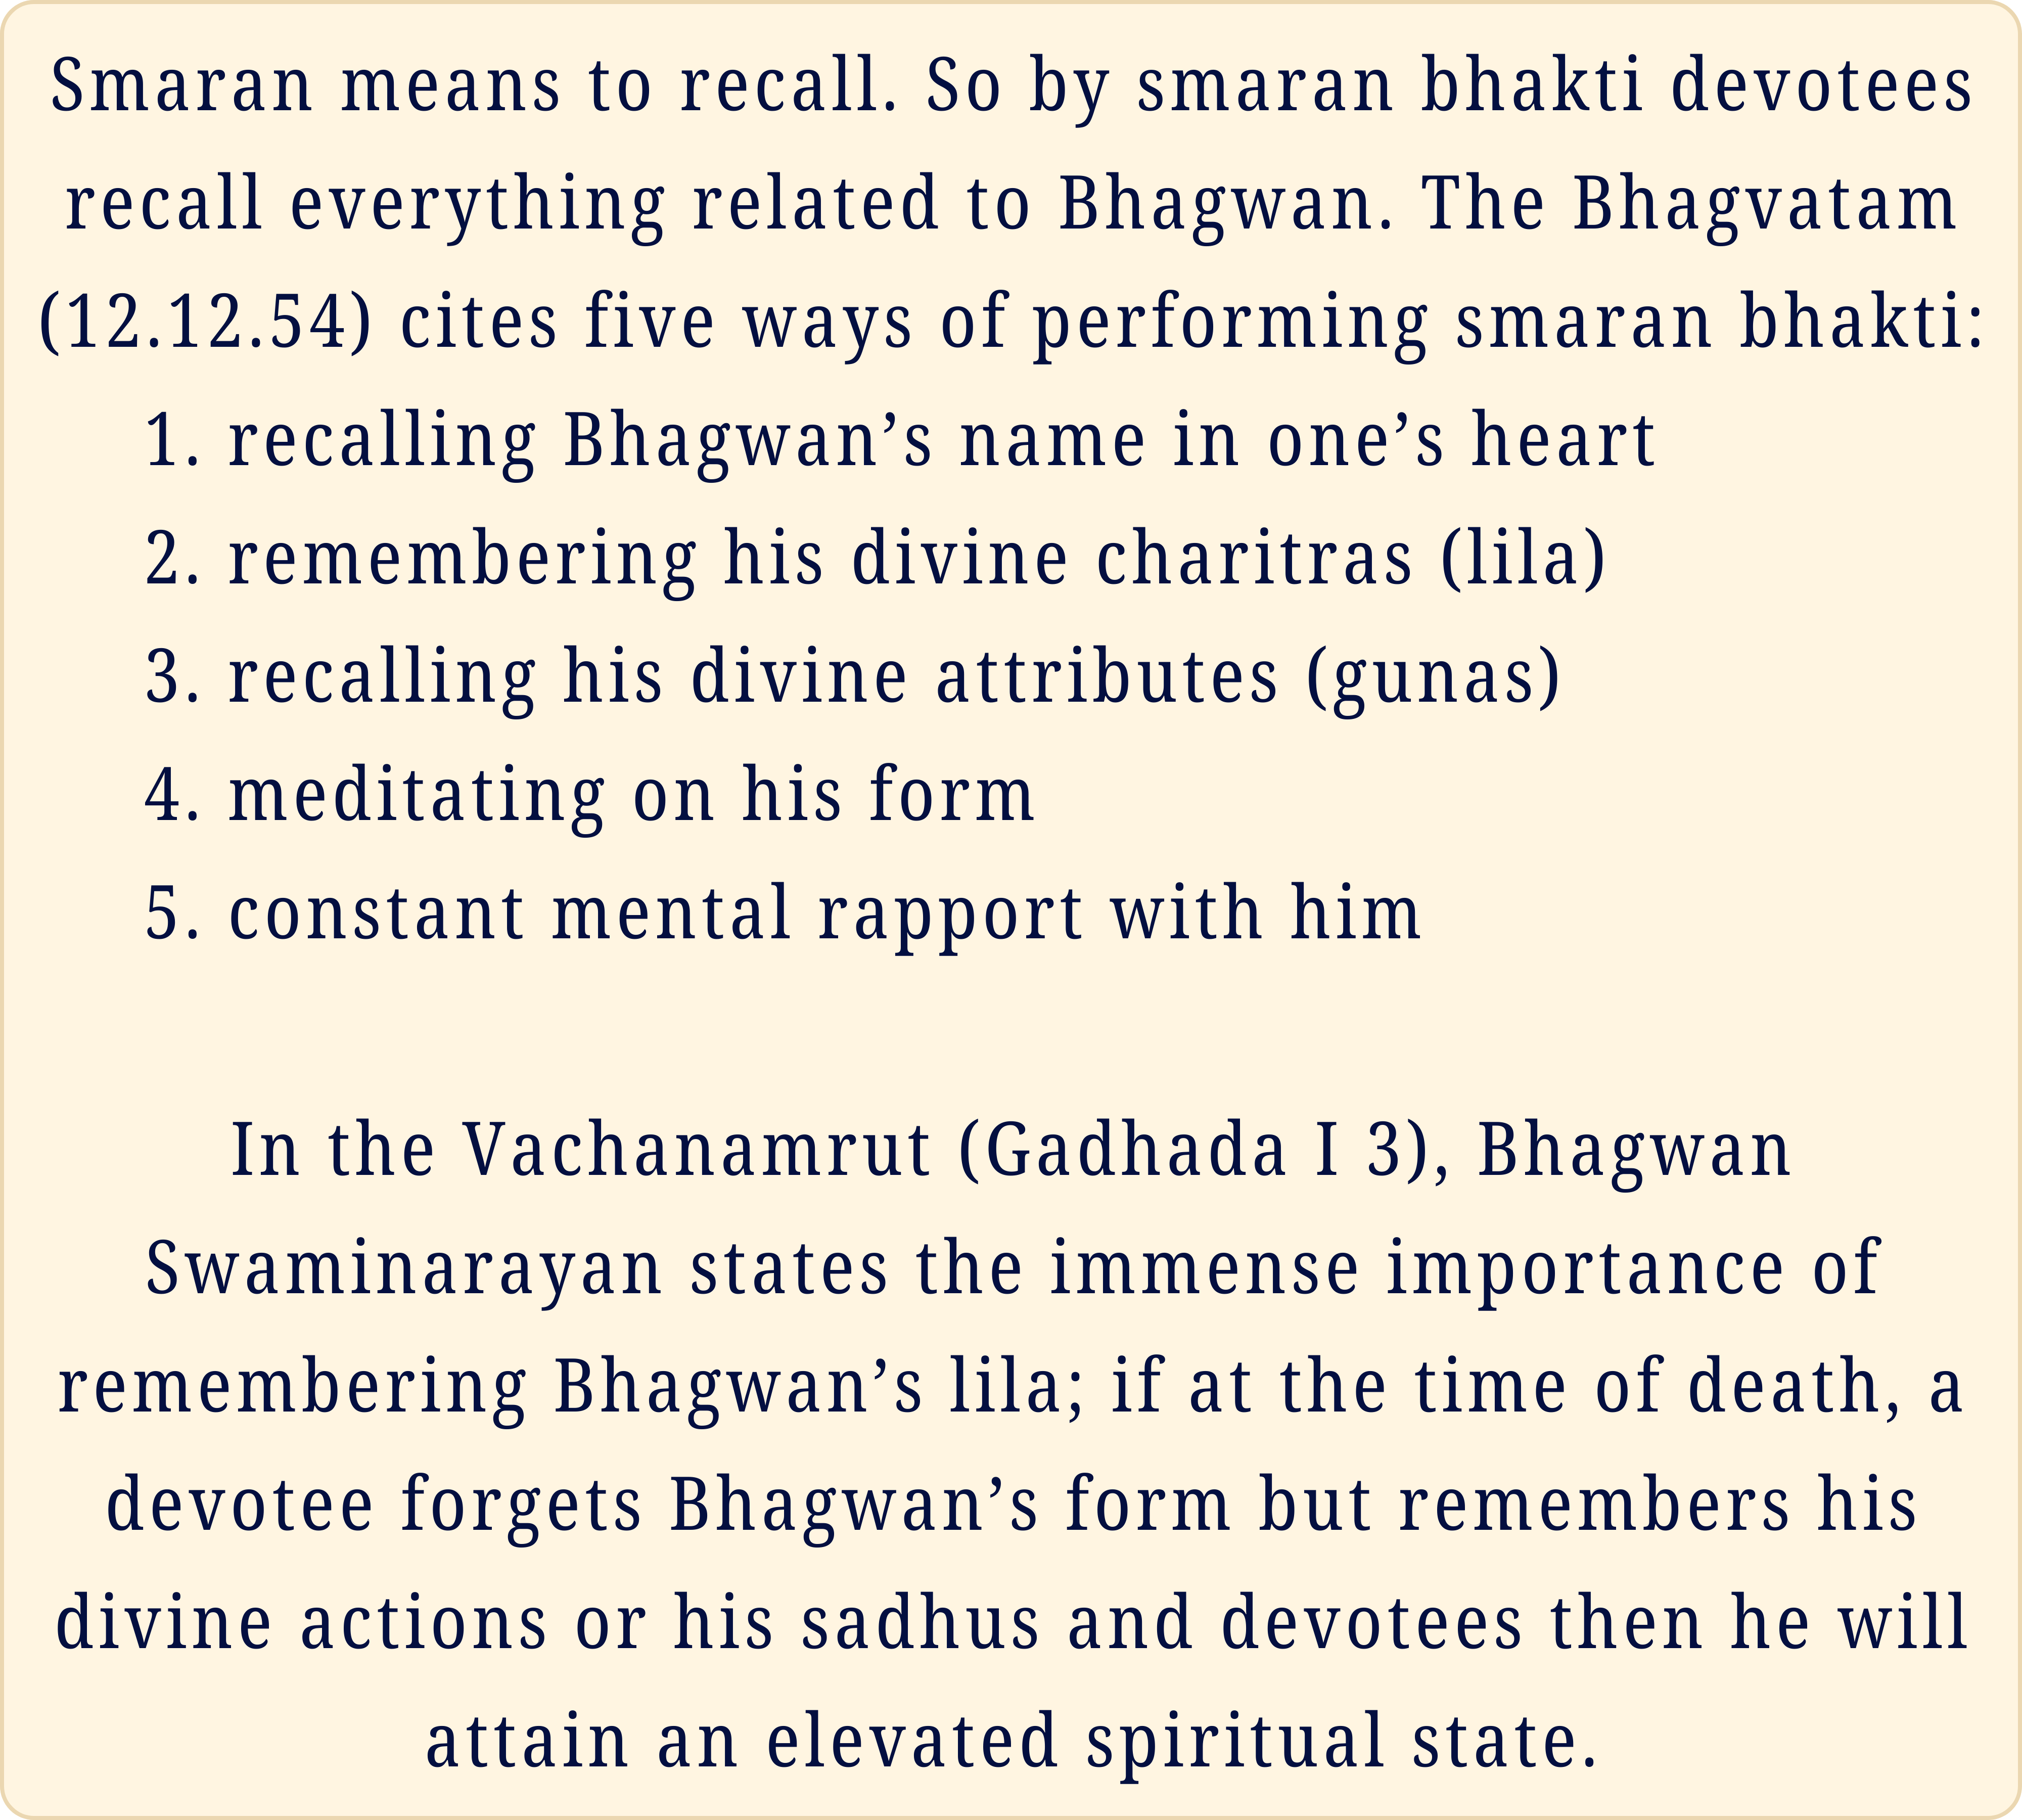 Smaran means to recall. So by smaran bhakti devotees
recall everything related to Bhagwan. The Bhagvatam
(12.12.54) cites five ways of performing smaran bhakti:
1. recalling Bhagwan’s name in one’s heart
2. remembering his divine charitras (lila)
3. recalling his divine attributes (gunas)
4. meditating on his form
5. constant mental rapport with him
In the Vachanamrut (Gadhada I 3), Bhagwan
Swaminarayan states the immense importance of
remembering Bhagwan’s lila; if at the time of death, a
devotee forgets Bhagwan’s form but remembers his
divine actions or his sadhus and devotees then he will
attain an elevated spiritual state.